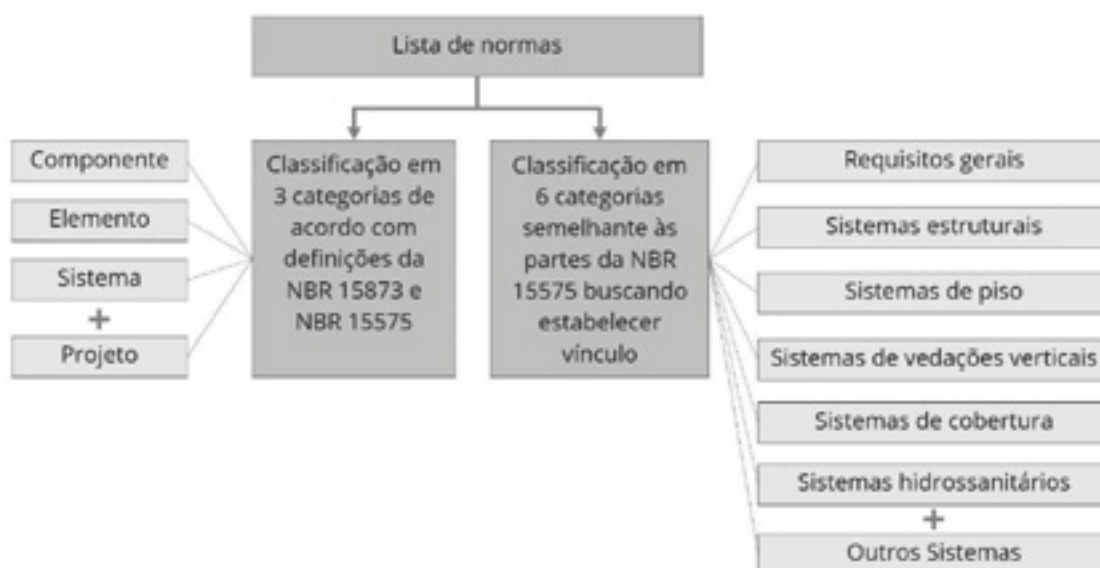 Lista de normas
Componente
Elemento
Sistema
+
Projeto
Classificação em
3 categorias de
acordo com
definições da
NBR 15873 e
NBR 15575
Classificação em
6 categorias
semelhante às
partes da NBR
15575 buscando
estabelecer
vínculo
Requisitos gerais
Sistemas estruturais
Sistemas de piso
Sistemas de vedações verticais
Sistemas de cobertura
Sistemas hidrossanitários
+
Outros Sistemas